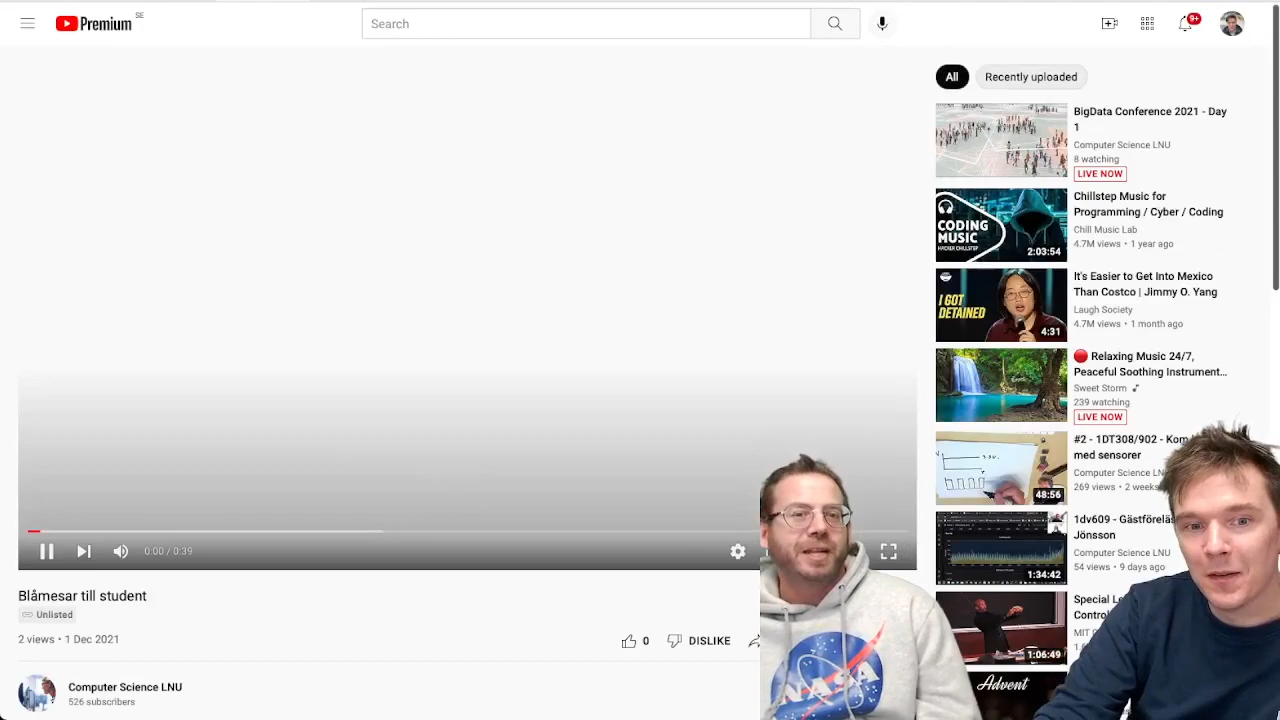 Premium SE
Search
9+
All
Recently uploaded
BigData Conference 2021 - Day
1
Computer Science LNU
8 watching
LIVE NOW
CODING
MUSIC
HACKER CHILLSTEP
2:03:54
Chillstep Music for
Programming / Cyber / Coding
Chill Music Lab
4.7M views • 1 year ago
I GOT
DETAINED
4:31
It's Easier to Get Into Mexico
Than Costco | Jimmy O. Yang
Laugh Society
4.7M views • 1 month ago
Relaxing Music 24/7,
Peaceful Soothing Instrument...
Sweet Storm
239 watching
LIVE NOW
48:56
#2 - 1DT308/902 -
med sensorer
Computer Science
269 views • 2
1:34:42
1dv609 -
Jönsson
Computer Science LNU
54 views • 9 days ago
1:06:49
Special
MIT
Advent
0:00 / 0:39
Blåmesar till student
Unlisted
2 views • 1 Dec 2021
0
DISLIKE
Computer Science LNU
526 subscribers
NASA